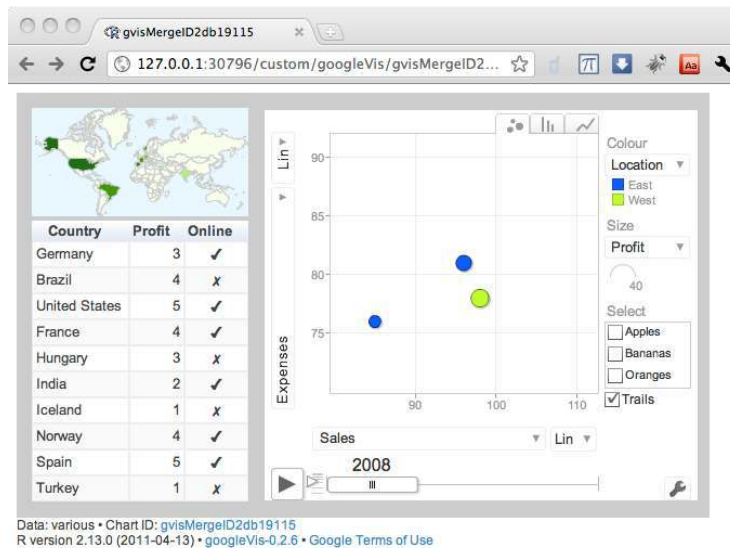 gvisMergeID2db19115
127.0.0.1:30796/custom/googleVis/gvisMergeID2...
Country Profit Online
Germany 3 ✓
Brazil 4 ✗
United States 5 ✓
France 4 ✓
Hungary 3 ✗
India 2 ✓
Iceland 1 ✗
Norway 4 ✓
Spain 5 ✓
Turkey 1 ✗
Lin
Expenses
90
85
80
75
90 100 110
Sales Lin
2008
Colour
Location
East
West
Size
Profit
40
Select
Apples
Bananas
Oranges
Trails
Data: various • Chart ID: gvisMergeID2db19115
R version 2.13.0 (2011-04-13) • googleVis-0.2.6 • Google Terms of Use